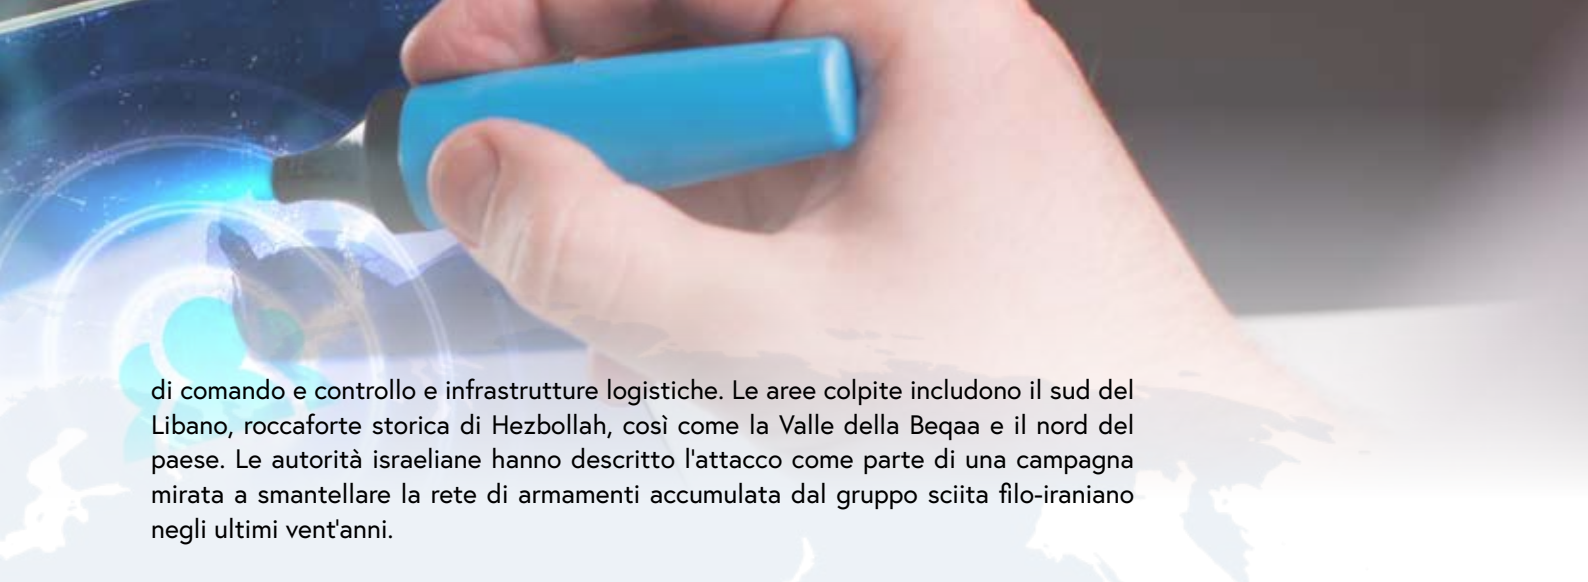 di comando e controllo e infrastrutture logistiche. Le aree colpite includono il sud del
Libano, roccaforte storica di Hezbollah, così come la Valle della Beqaa e il nord del
paese. Le autorità israeliane hanno descritto l'attacco come parte di una campagna
mirata a smantellare la rete di armamenti accumulata dal gruppo sciita filo-iraniano
negli ultimi vent'anni.